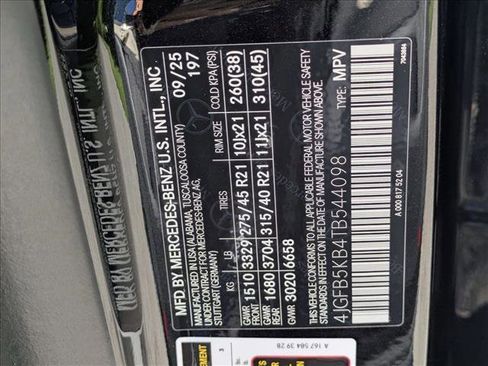 MFD BY MERCEDES-BENZ U.S. INTL., INC.
PRODUCED IN USA (ALABAMA, TUSCALOOSA COUNTY) 09/25
UNDER CONTRACT FOR MERCEDES-BENZ AG, 197
STUTTGART (GERMANY)
KG LB TIRES RIM SIZE COLD KPA(PSI)
GAWR FRONT 1510 3329 275/45 R21 10Jx21 260(38)
GAWR REAR 1680 3704 315/40 R21 11Jx21 310(45)
GVWR 3020 6658
THIS VEHICLE CONFORMS TO ALL APPLICABLE FEDERAL MOTOR VEHICLE SAFETY
STANDARDS IN EFFECT ON THE DATE OF MANUFACTURE SHOWN ABOVE.
4JGFB5KB4TB544098 TYPE: MPV
A 000 817 52 04
7043664
A 167 584 39 28